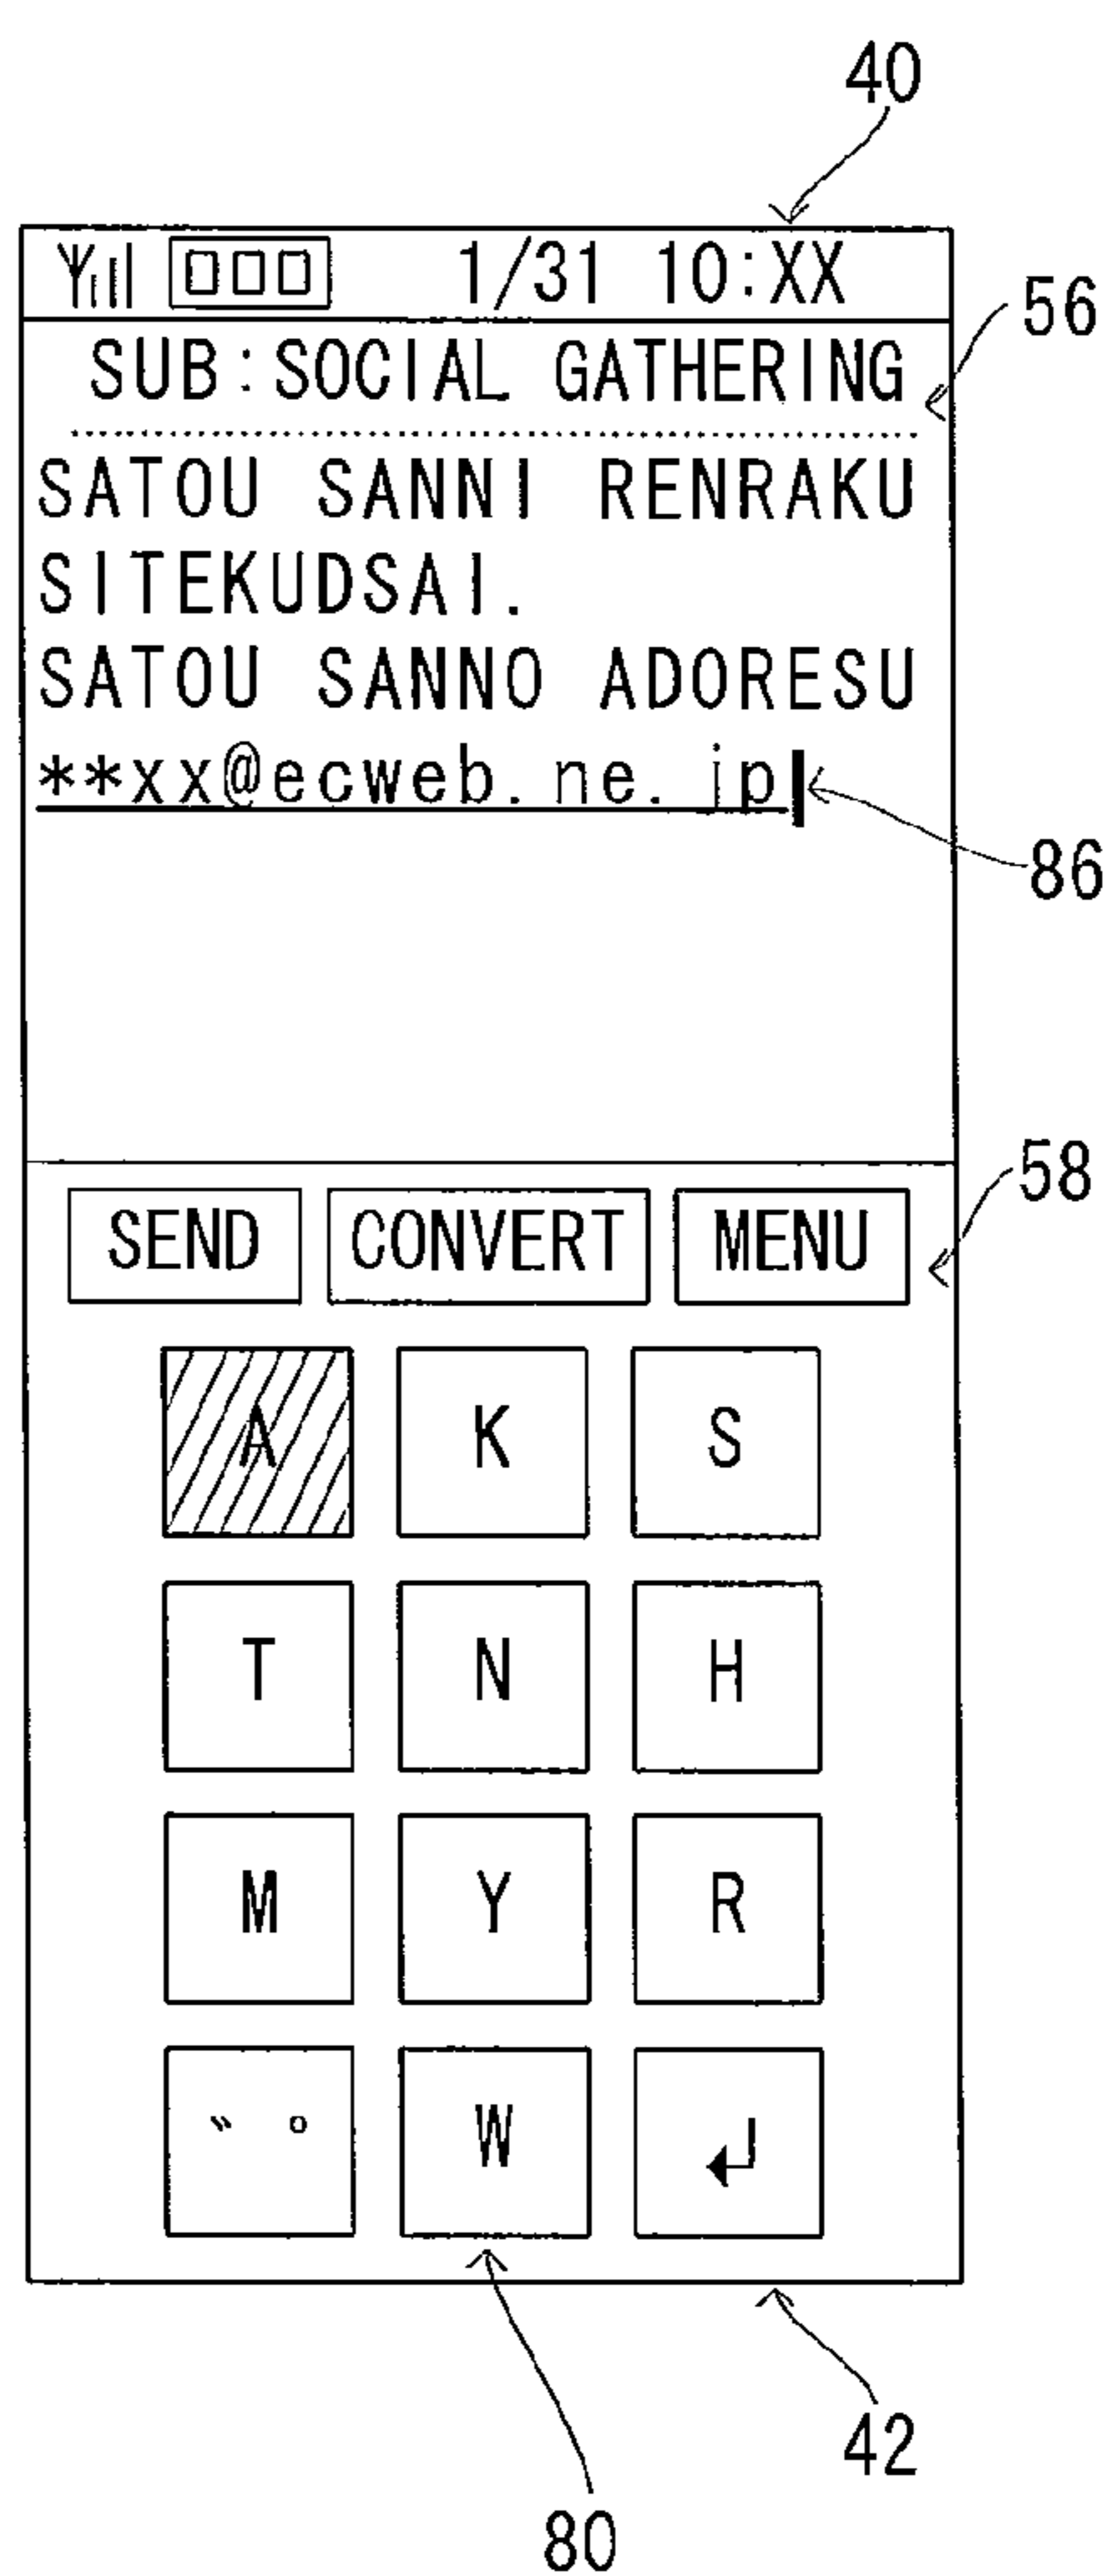 40
1/31 10:XX
56
SUB:SOCIAL GATHERING
SATOU SANNI RENRAKU
SITEKUDSAI.
SATOU SANNO ADORESU
**xx@ecweb.ne.jp
86
58
SEND CONVERT MENU
A K S
T N H
M Y R
゛ ゜ W ↲
42
80